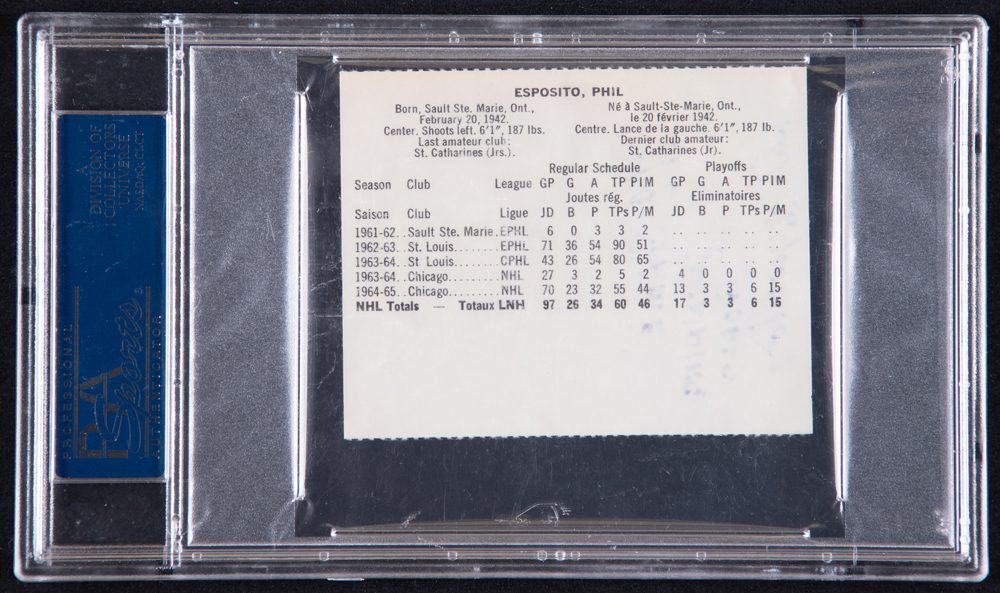 ESPOSITO, PHIL
Born, Sault Ste. Marie, Ont.,
February 20, 1942.
Center. Shoots left. 6'1", 187 lbs.
Last amateur club:
St. Catharines (Jrs.).
Né à Sault-Ste-Marie, Ont.,
le 20 février 1942.
Centre. Lance de la gauche. 6'1", 187 lb.
Dernier club amateur:
St. Catharines (Jr).
Regular Schedule Playoffs
Season Club League GP G A TP PIM GP G A TP PIM
Joutes rég. Eliminatoires
Saison Club Ligue JD B P TPs P/M JD B P TPs P/M
1961-62. . Sault Ste. Marie. EPHL 6 0 3 3 2 .. .. .. .. ..
1962-63. . St. Louis........ EPHL 71 36 54 90 51 .. .. .. .. ..
1963-64. . St Louis........ CPHL 43 26 54 80 65 .. .. .. .. ..
1963-64. . Chicago......... NHL 27 3 2 5 2 4 0 0 0 0
1964-65. . Chicago......... NHL 70 23 32 55 44 13 3 3 6 15
NHL Totals — Totaux LNH 97 26 34 60 46 17 3 3 6 15
A
DIVISION OF
COLLECTORS
UNIVERSE
NASDAQ: CLCT
PROFESSIONAL
PSA
Sports
AUTHENTICATOR